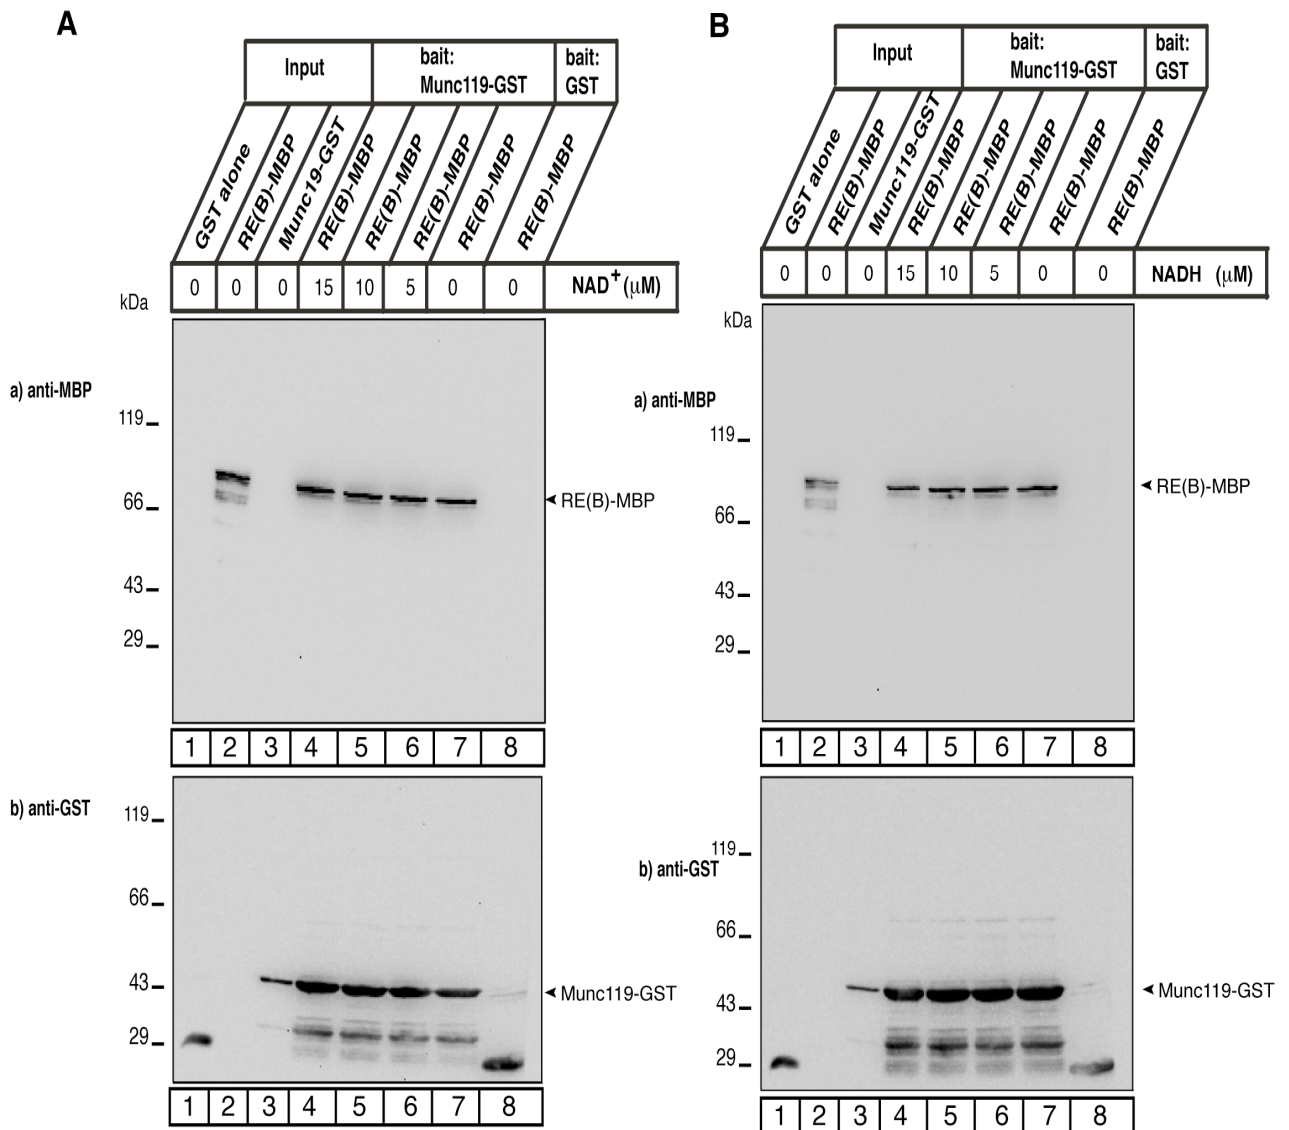 A
Input
bait:
Munc119-GST
bait:
GST
GST alone
RE(B)-MBP
Munc19-GST
RE(B)-MBP
RE(B)-MBP
RE(B)-MBP
RE(B)-MBP
RE(B)-MBP
0 0 0 15 10 5 0 0 NAD+(µM)
kDa
a) anti-MBP
119
66
43
29
RE(B)-MBP
1 2 3 4 5 6 7 8
b) anti-GST
119
66
43
29
Munc119-GST
1 2 3 4 5 6 7 8
B
Input
bait:
Munc119-GST
bait:
GST
GST alone
RE(B)-MBP
Munc119-GST
RE(B)-MBP
RE(B)-MBP
RE(B)-MBP
RE(B)-MBP
RE(B)-MBP
0 0 0 15 10 5 0 0 NADH (µM)
kDa
a) anti-MBP
119
66
43
29
RE(B)-MBP
1 2 3 4 5 6 7 8
b) anti-GST
119
66
43
29
Munc119-GST
1 2 3 4 5 6 7 8